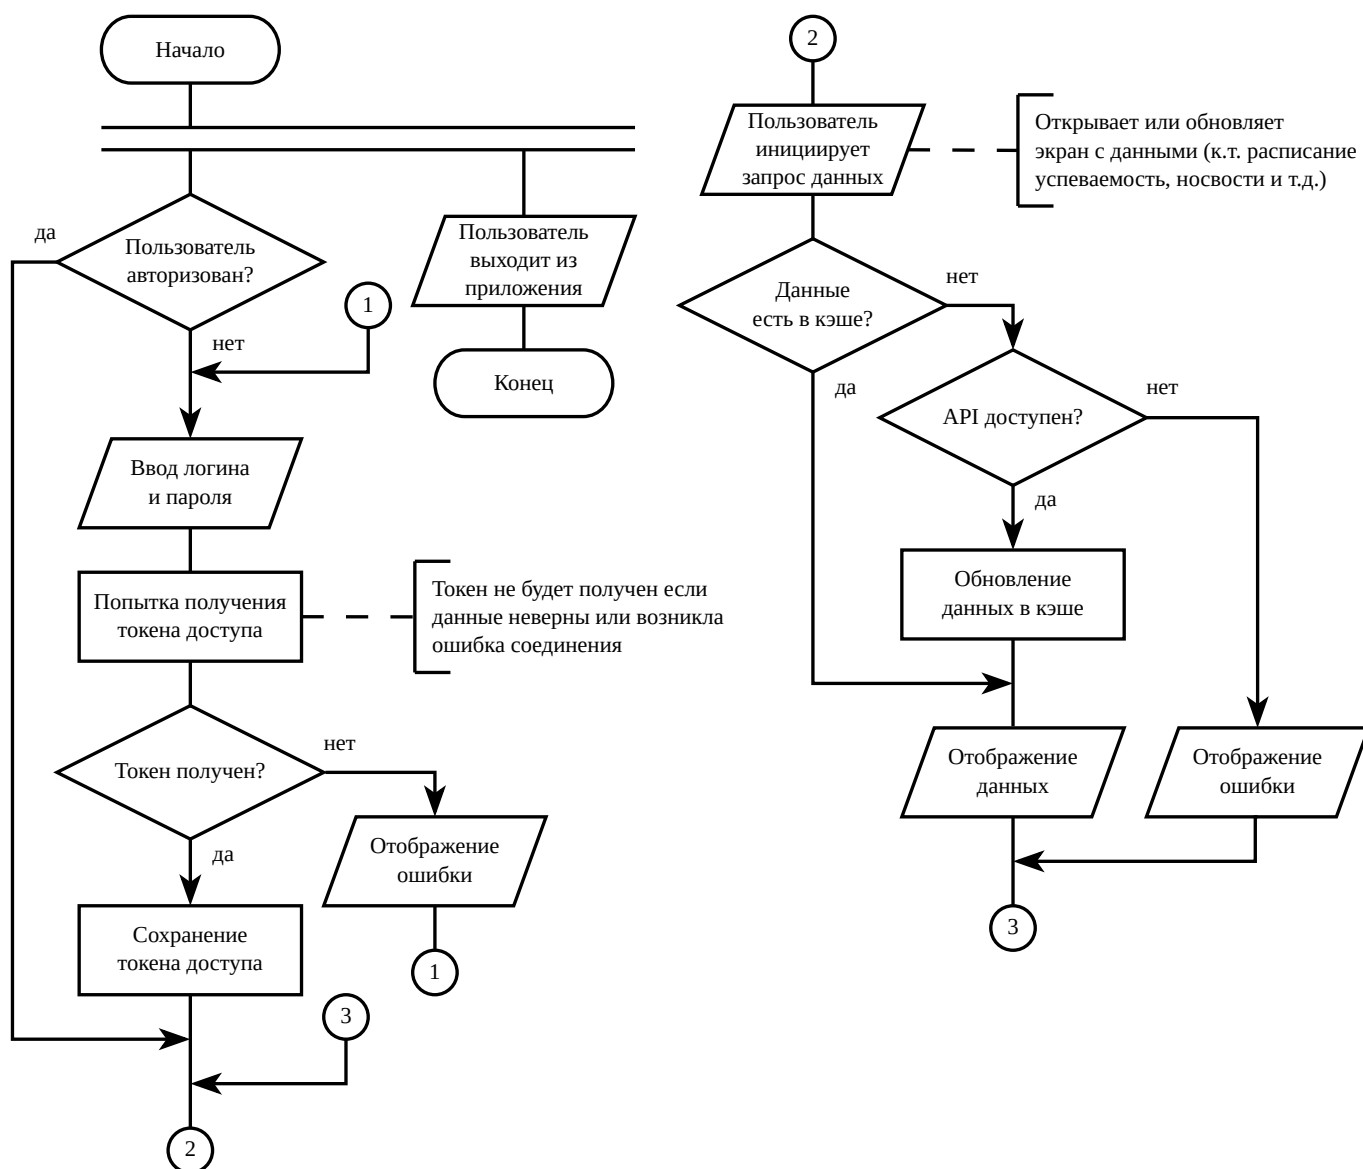 Начало
да
Пользователь
авторизован?
нет
1
Пользователь
выходит из
приложения
Конец
Ввод логина
и пароля
Попытка получения
токена доступа
Токен не будет получен если
данные неверны или возникла
ошибка соединения
Токен получен?
нет
да
Отображение
ошибки
1
Сохранение
токена доступа
3
2
2
Пользователь
инициирует
запрос данных
Открывает или обновляет
экран с данными (к.т. расписание
успеваемость, носвости и т.д.)
Данные
есть в кэше?
нет
да
API доступен?
нет
да
Обновление
данных в кэше
Отображение
данных
Отображение
ошибки
3